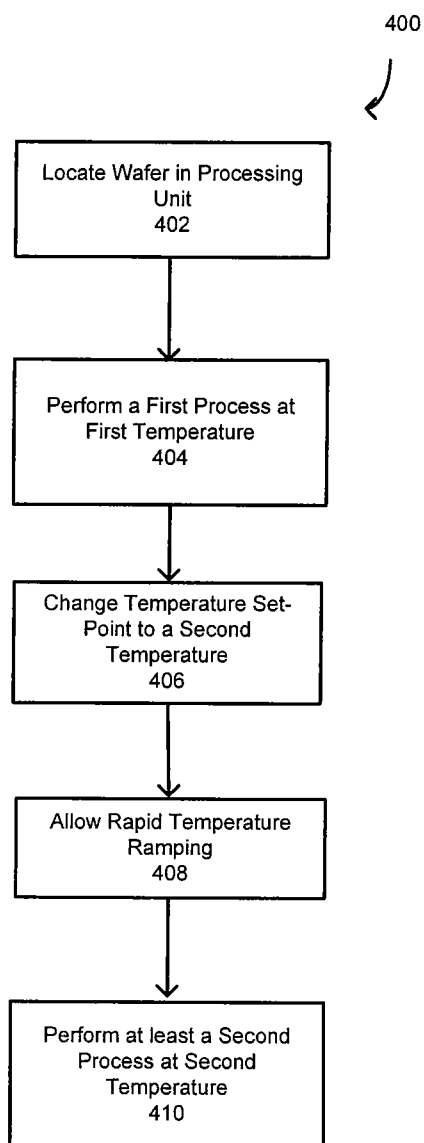 400
Locate Wafer in Processing
Unit
402
Perform a First Process at
First Temperature
404
Change Temperature Set-
Point to a Second
Temperature
406
Allow Rapid Temperature
Ramping
408
Perform at least a Second
Process at Second
Temperature
410